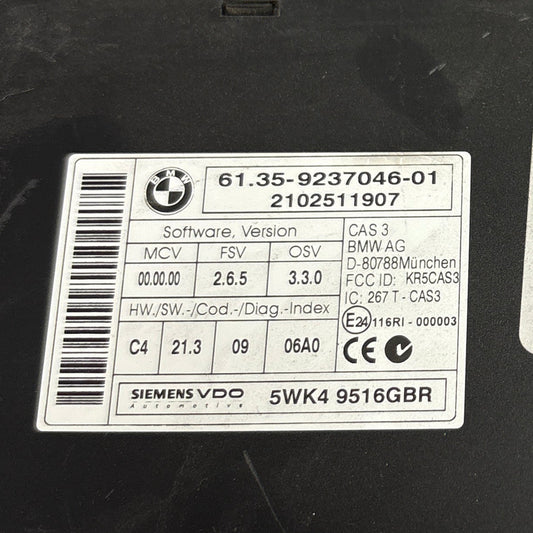 BMW
61.35-9237046-01
2102511907
Software, Version
MCV FSV OSV
00.00.00 2.6.5 3.3.0
HW./SW.-/Cod.-/Diag.-Index
C4 21.3 09 06A0
CAS 3
BMW AG
D-80788München
FCC ID: KR5CAS3
IC: 267 T - CAS3
E24 116RI - 000003
CE N
SIEMENS VDO
Automotive
5WK4 9516GBR